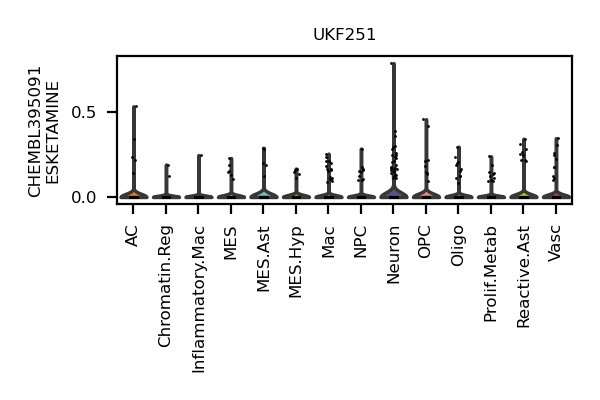 UKF251
CHEMBL395091
ESKETAMINE
0.5
0.0
AC
Chromatin.Reg
Inflammatory.Mac
MES
MES.Ast
MES.Hyp
Mac
NPC
Neuron
OPC
Oligo
Prolif.Metab
Reactive.Ast
Vasc